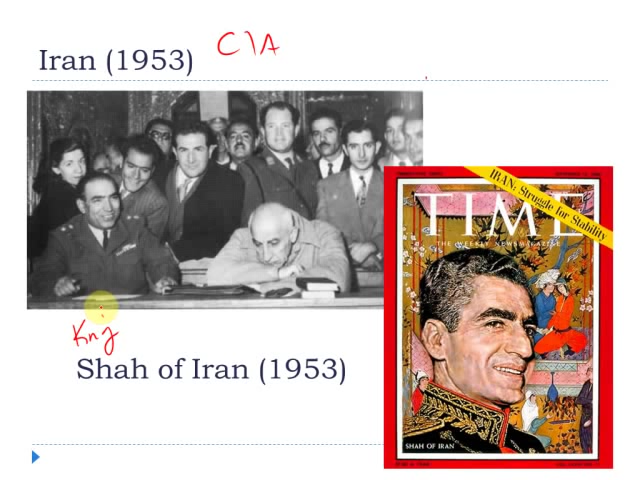 Iran (1953)
CIA
IRAN: Struggle for Stability
TIME
THE WEEKLY NEWSMAGAZINE
King
Shah of Iran (1953)
SHAH OF IRAN